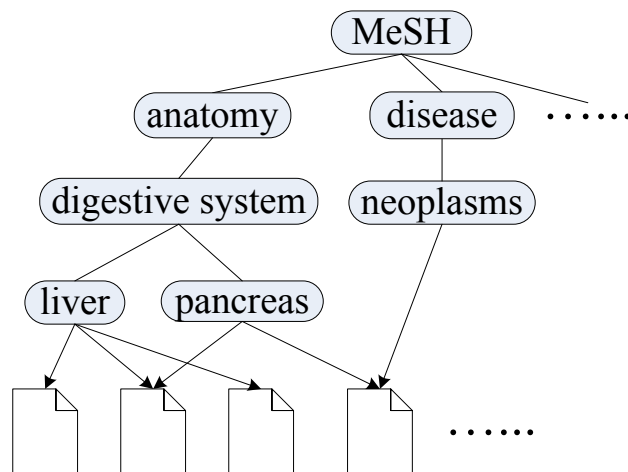 MeSH
anatomy
disease
......
digestive system
neoplasms
liver
pancreas
......